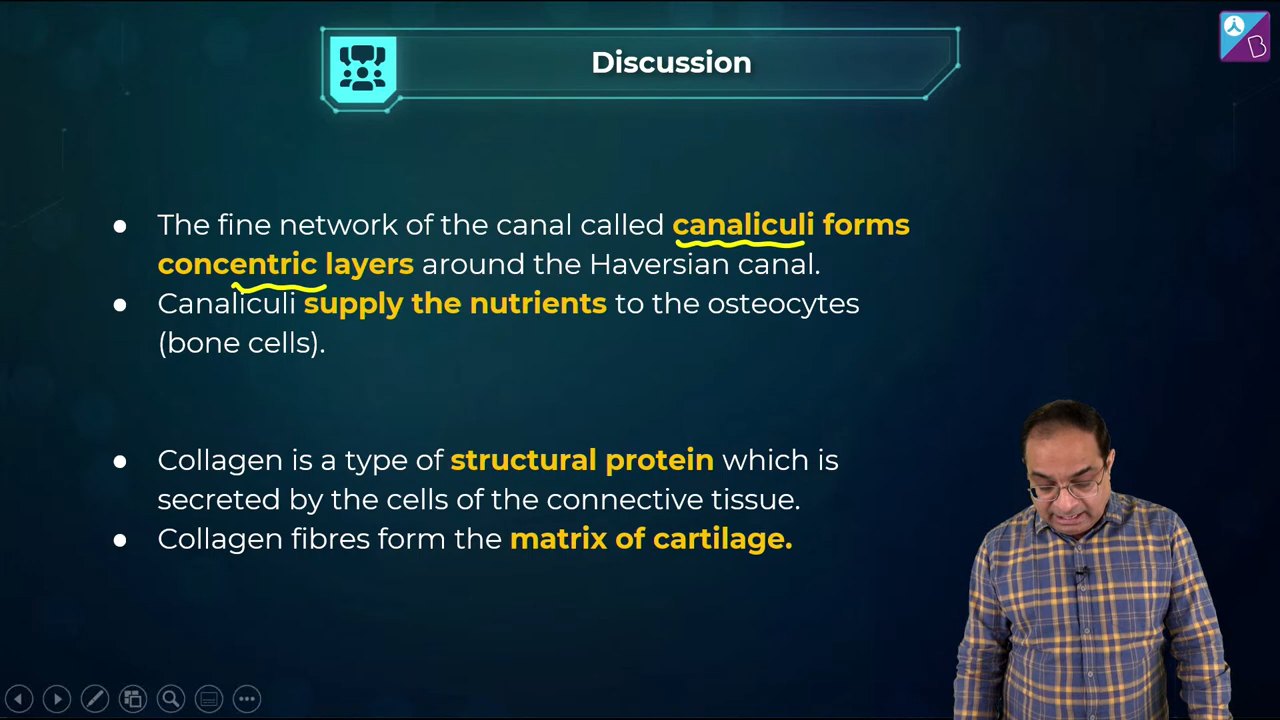 Discussion
● The fine network of the canal called canaliculi forms
concentric layers around the Haversian canal.
● Canaliculi supply the nutrients to the osteocytes
(bone cells).
● Collagen is a type of structural protein which is
secreted by the cells of the connective tissue.
● Collagen fibres form the matrix of cartilage.
B